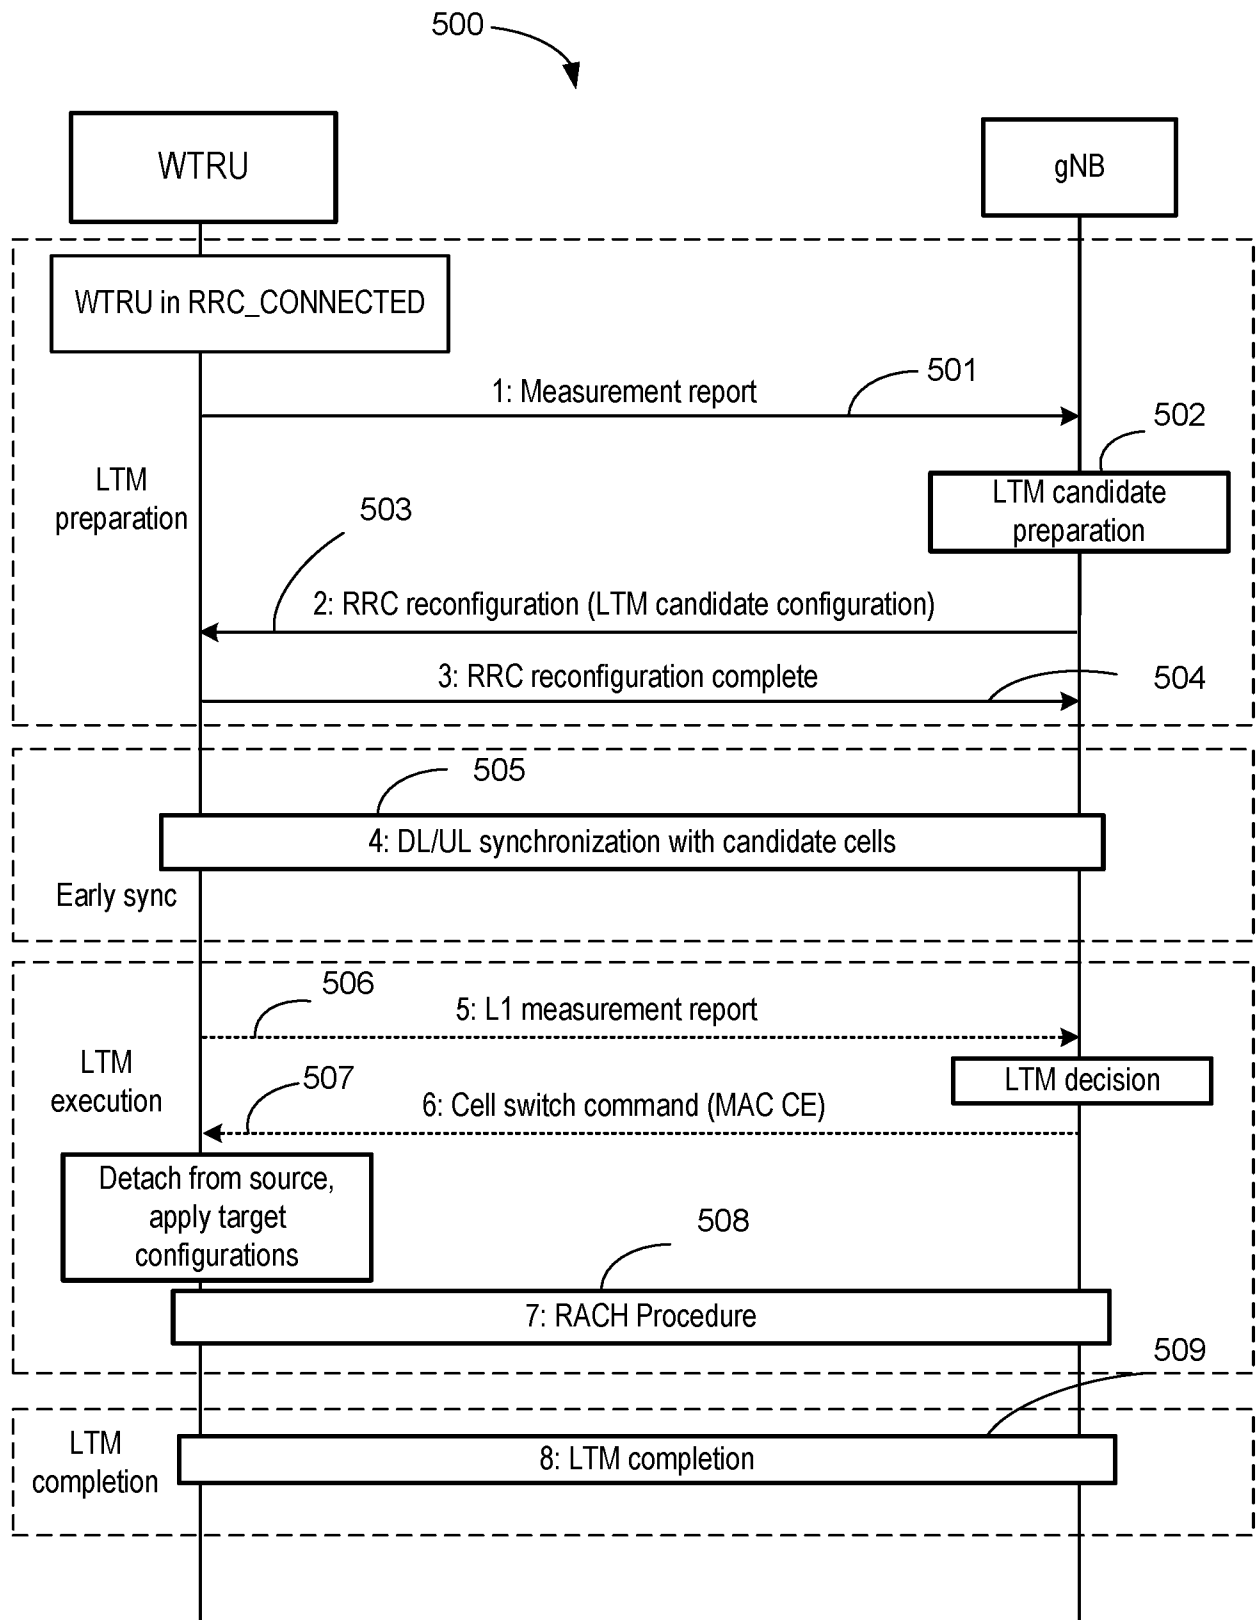 500
WTRU
gNB
WTRU in RRC_CONNECTED
1: Measurement report
501
502
LTM
preparation
LTM candidate
preparation
503
2: RRC reconfiguration (LTM candidate configuration)
3: RRC reconfiguration complete
504
505
4: DL/UL synchronization with candidate cells
Early sync
506
5: L1 measurement report
LTM
execution
507
LTM decision
6: Cell switch command (MAC CE)
Detach from source,
apply target
configurations
508
7: RACH Procedure
509
LTM
completion
8: LTM completion